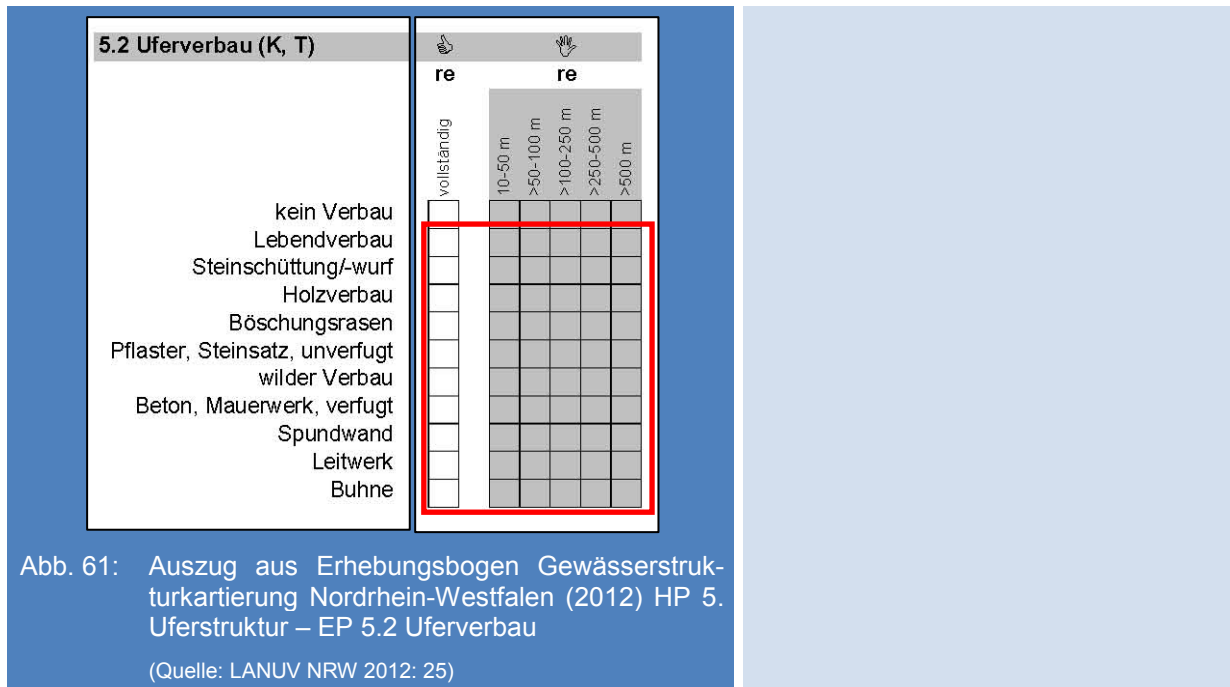 5.2 Uferverbau (K, T)
re re
vollständig
10-50 m
>50-100 m
>100-250 m
>250-500 m
>500 m
kein Verbau
Lebendverbau
Steinschüttung/-wurf
Holzverbau
Böschungsrasen
Pflaster, Steinsatz, unverfugt
wilder Verbau
Beton, Mauerwerk, verfugt
Spundwand
Leitwerk
Buhne
Abb. 61: Auszug aus Erhebungsbogen Gewässerstruk-
turkartierung Nordrhein-Westfalen (2012) HP 5.
Uferstruktur – EP 5.2 Uferverbau
(Quelle: LANUV NRW 2012: 25)